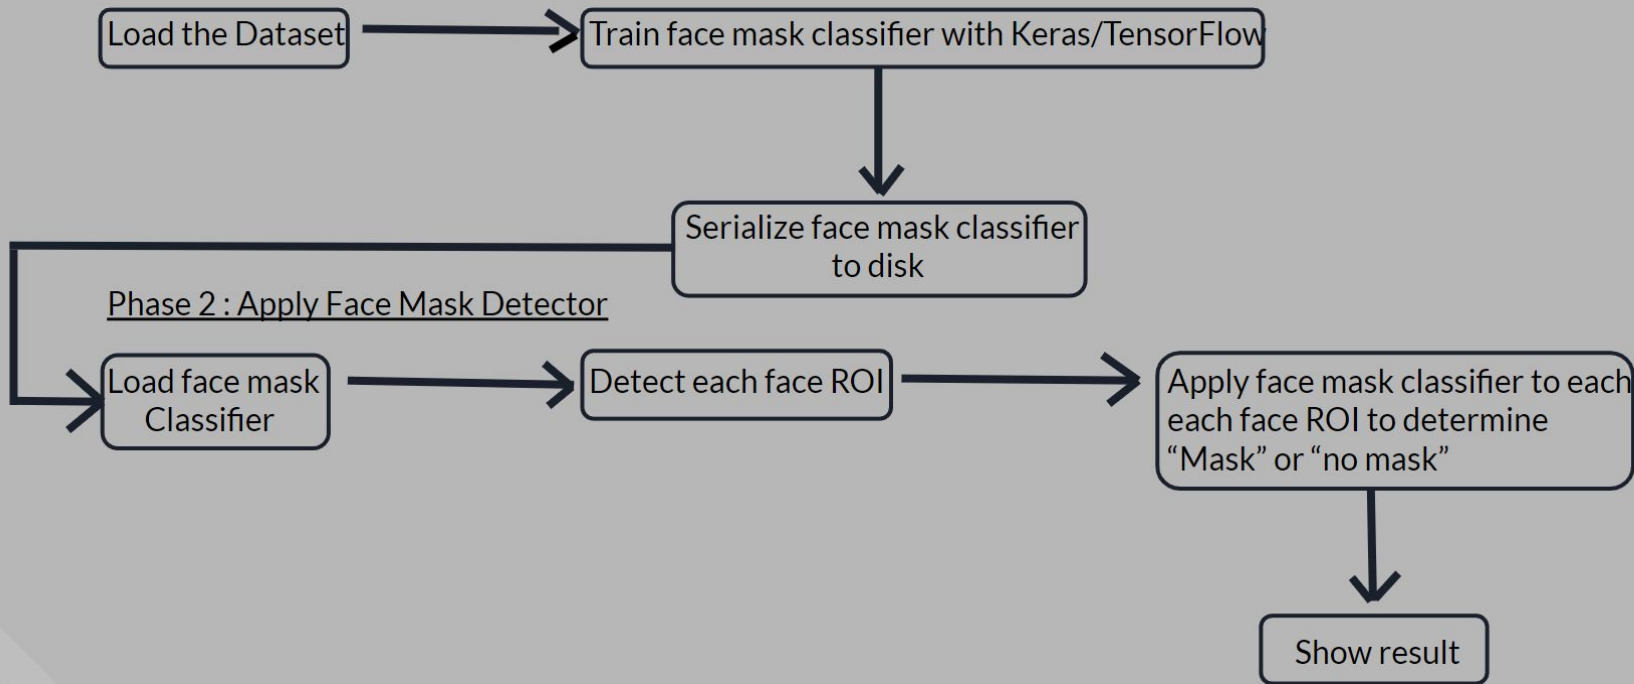 Load the Dataset
Train face mask classifier with Keras/TensorFlow
Serialize face mask classifier
to disk
Phase 2 : Apply Face Mask Detector
Load face mask
Classifier
Detect each face ROI
Apply face mask classifier to each
each face ROI to determine
“Mask” or “no mask”
Show result